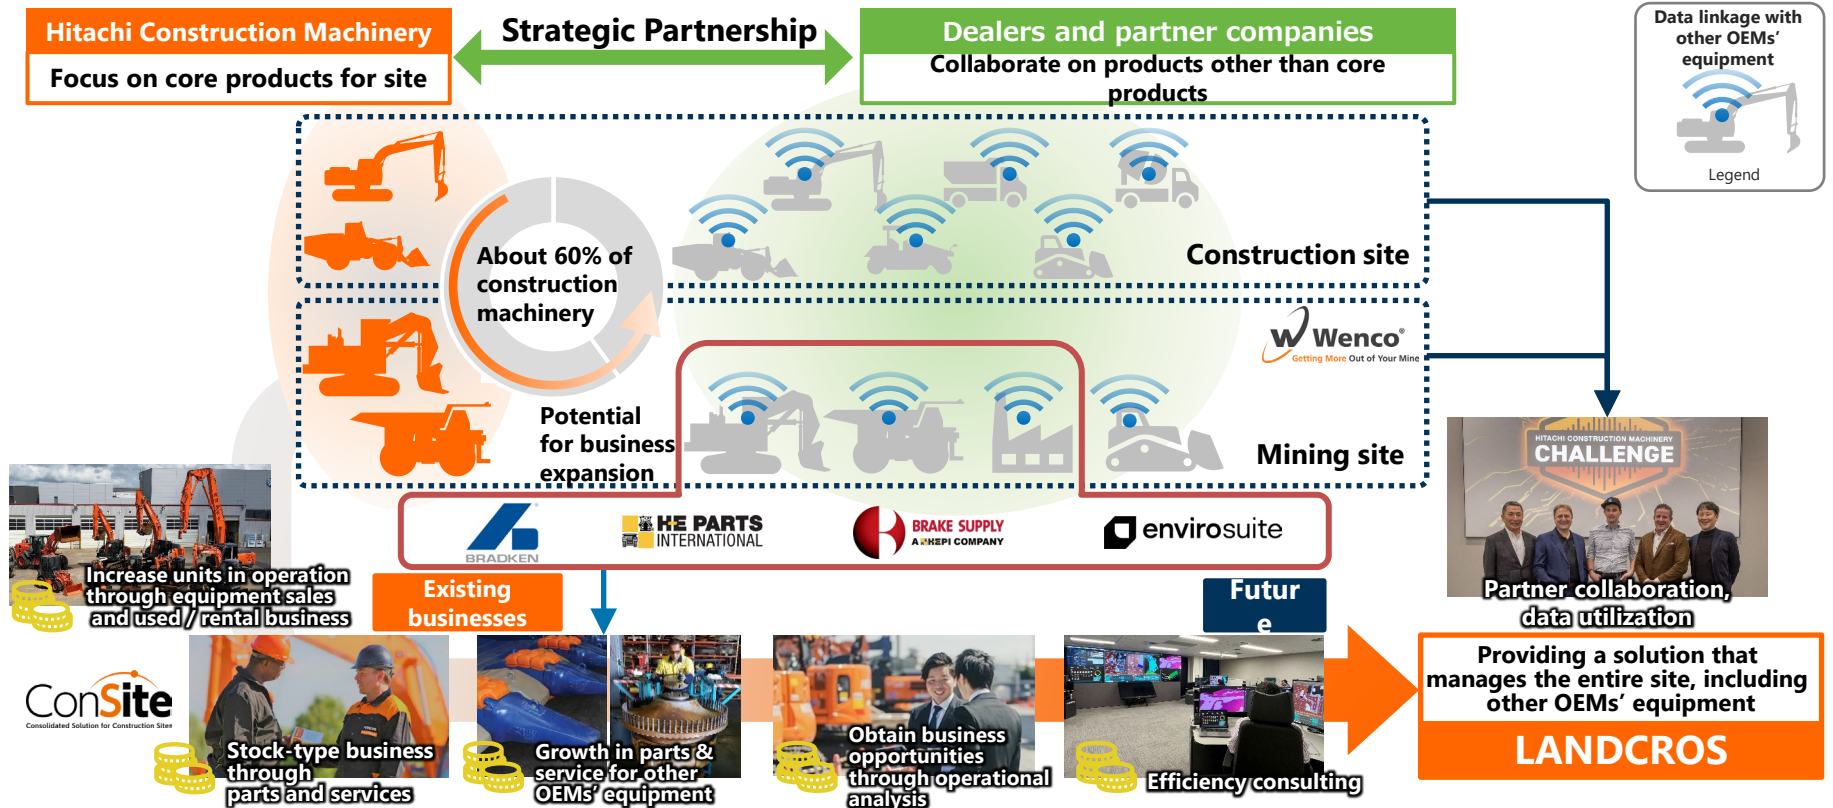 Hitachi Construction Machinery
Focus on core products for site
Strategic Partnership
Dealers and partner companies
Collaborate on products other than core
products
Data linkage with
other OEMs’
equipment
Legend
About 60% of
construction
machinery
Construction site
Wenco®
Getting More Out of Your Mine
Potential
for business
expansion
Mining site
BRADKEN
H-E PARTS
INTERNATIONAL
BRAKE SUPPLY
A H-E PI COMPANY
envirosuite
HITACHI CONSTRUCTION MACHINERY
CHALLENGE
Partner collaboration,
data utilization
Increase units in operation
through equipment sales
and used / rental business
Existing
businesses
Futur
e
ConSite
Consolidated Solution for Construction Sites
Stock-type business
through
parts and services
Growth in parts &
service for other
OEMs’ equipment
Obtain business
opportunities
through operational
analysis
Efficiency consulting
Providing a solution that
manages the entire site, including
other OEMs’ equipment
LANDCROS